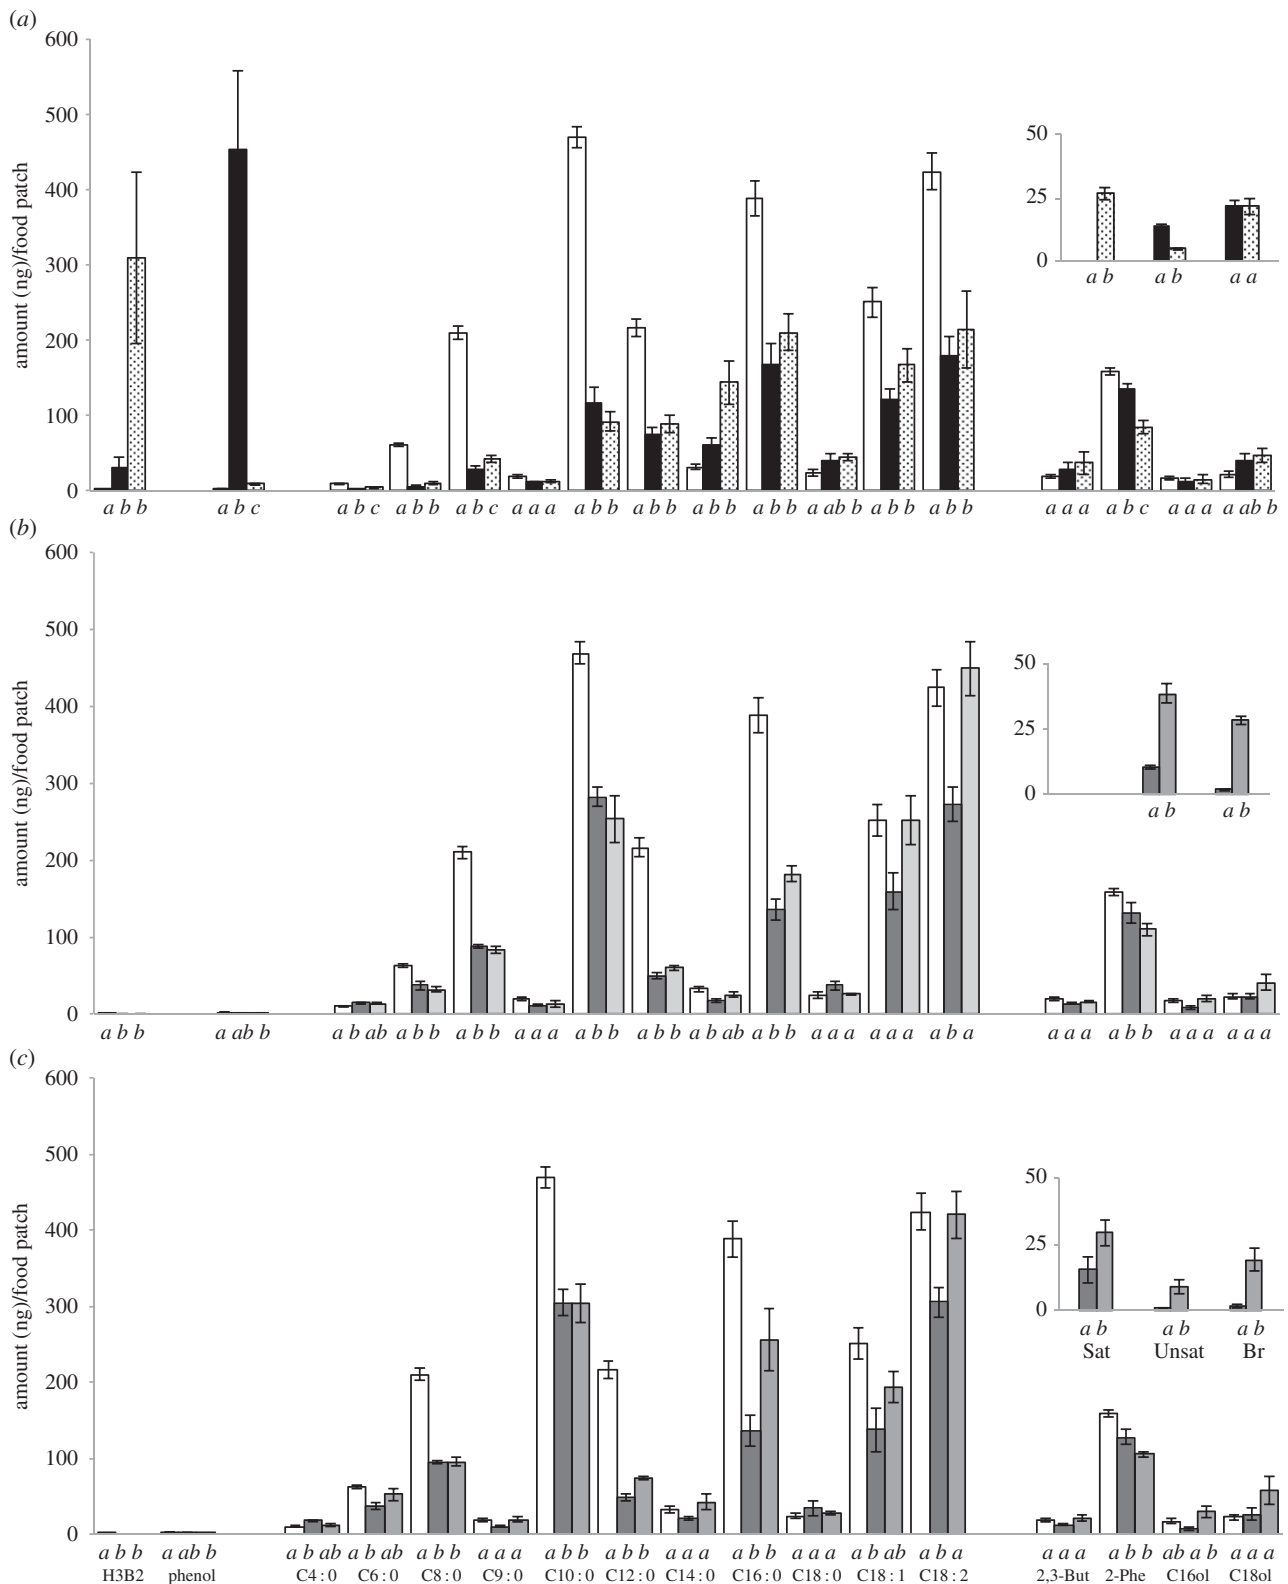 (a)
600
500
400
300
200
100
0
amount (ng)/food patch
50
25
0
a b a b a a
a b b a b c a b c a b b a b c a a a a b b a b b a b b a b b a ab b a b b a b b a a a a b c a a a a ab b
(b)
600
500
400
300
200
100
0
amount (ng)/food patch
50
25
0
a b a b
a b b a ab b a b ab a b b a b b a a a a b b a b b a b ab a b b a a a a a a a b a a a a a b b a a a a a a
(c)
600
500
400
300
200
100
0
amount (ng)/food patch
50
25
0
a b a b a b
Sat Unsat Br
a b b a ab b a b ab a b ab a b b a a a a b b a b b a a a a b b a a a a b ab a b a a a a a b b ab a b a a a
H3B2 phenol C4:0 C6:0 C8:0 C9:0 C10:0 C12:0 C14:0 C16:0 C18:0 C18:1 C18:2 2,3-But 2-Phe C16ol C18ol